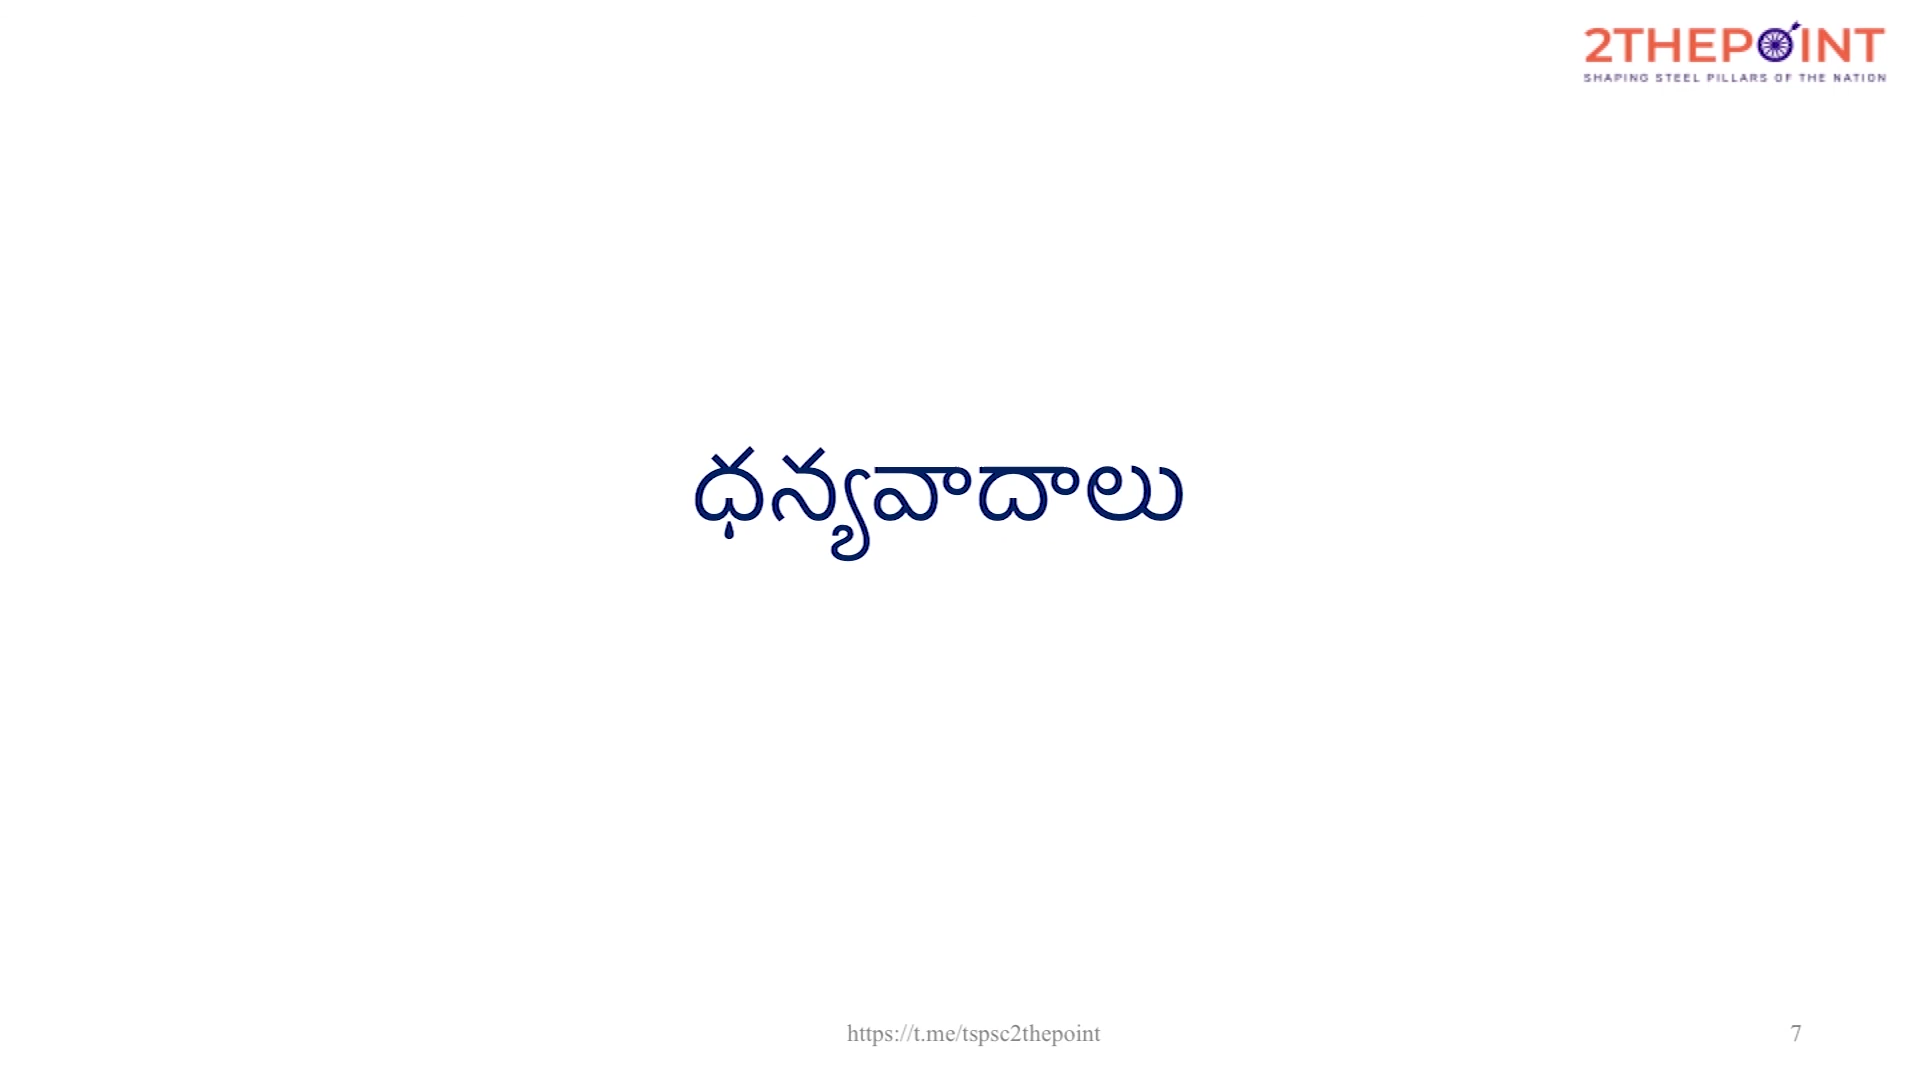 2THEPOINT
SHAPING STEEL PILLARS OF THE NATION
ధన్యవాదాలు
https://t.me/tspsc2thepoint
7